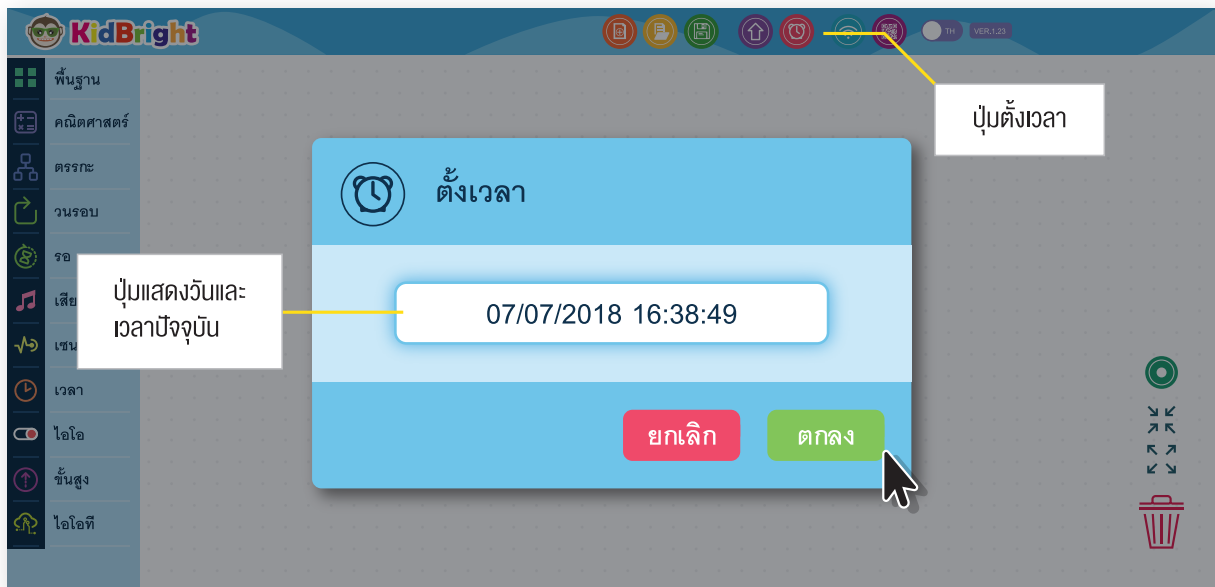 KidBright
TH
VER.1.23
พื้นฐาน
คณิตศาสตร์
ตรรกะ
วนรอบ
รอ
เสีย
เซน
เวลา
ไอโอ
ขั้นสูง
ไอโอที
ปุ่มตั้งเวลา
ตั้งเวลา
ปุ่มแสดงวันและ
เวลาปัจจุบัน
07/07/2018 16:38:49
ยกเลิก
ตกลง